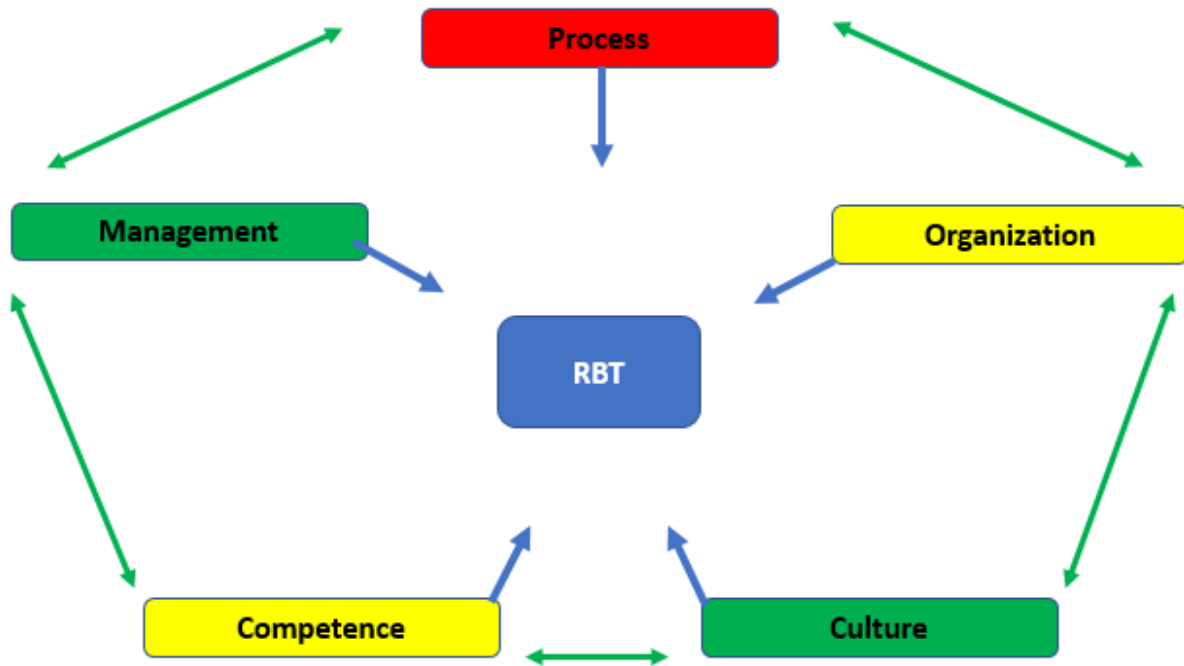 Process
Management
Organization
RBT
Competence
Culture